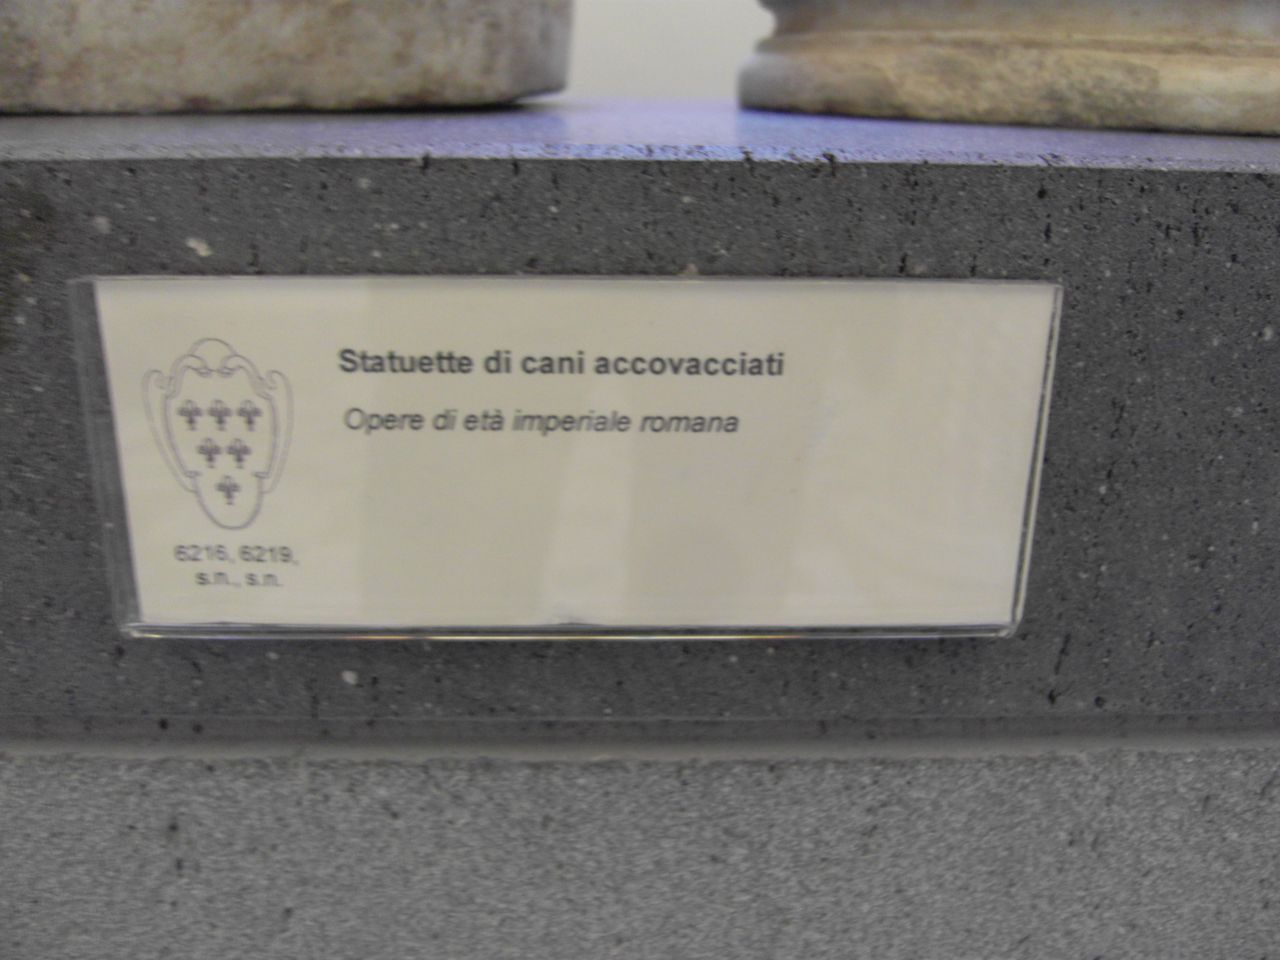 Statuette di cani accovacciati
Opere di età imperiale romana
6216, 6219,
s.n., s.n.